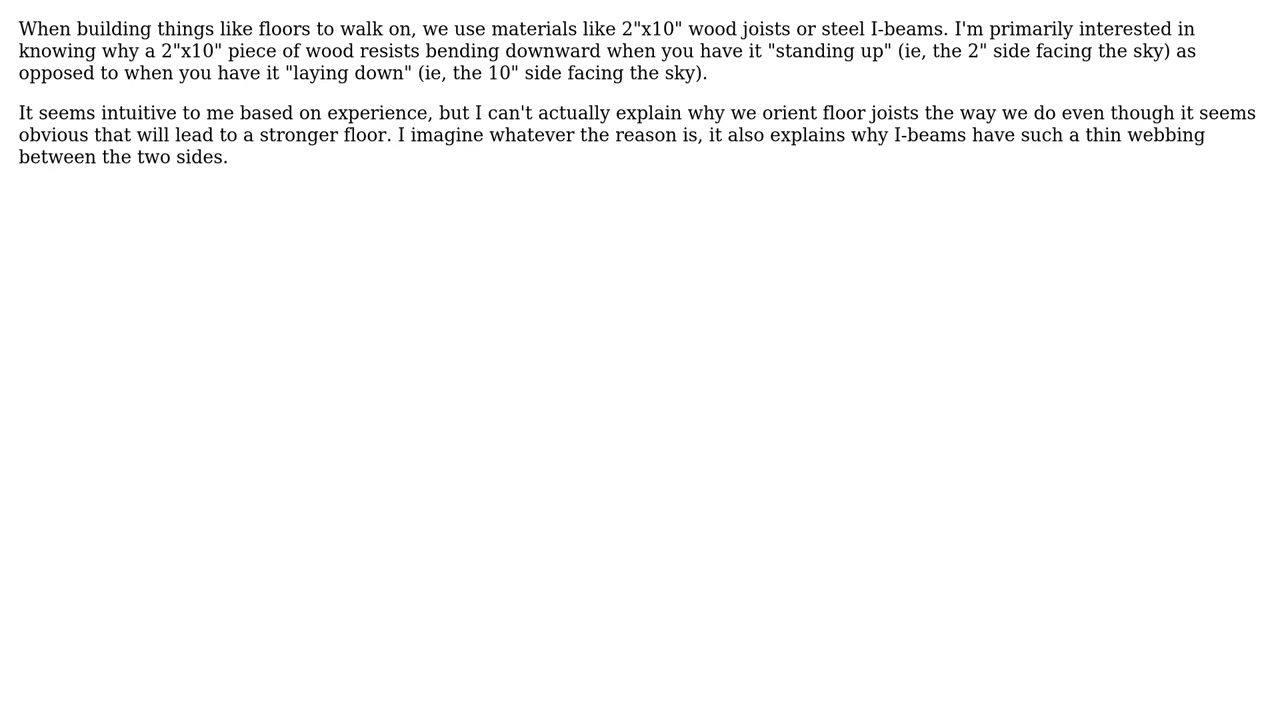 When building things like floors to walk on, we use materials like 2"x10" wood joists or steel I-beams. I'm primarily interested in
knowing why a 2"x10" piece of wood resists bending downward when you have it "standing up" (ie, the 2" side facing the sky) as
opposed to when you have it "laying down" (ie, the 10" side facing the sky).
It seems intuitive to me based on experience, but I can't actually explain why we orient floor joists the way we do even though it seems
obvious that will lead to a stronger floor. I imagine whatever the reason is, it also explains why I-beams have such a thin webbing
between the two sides.